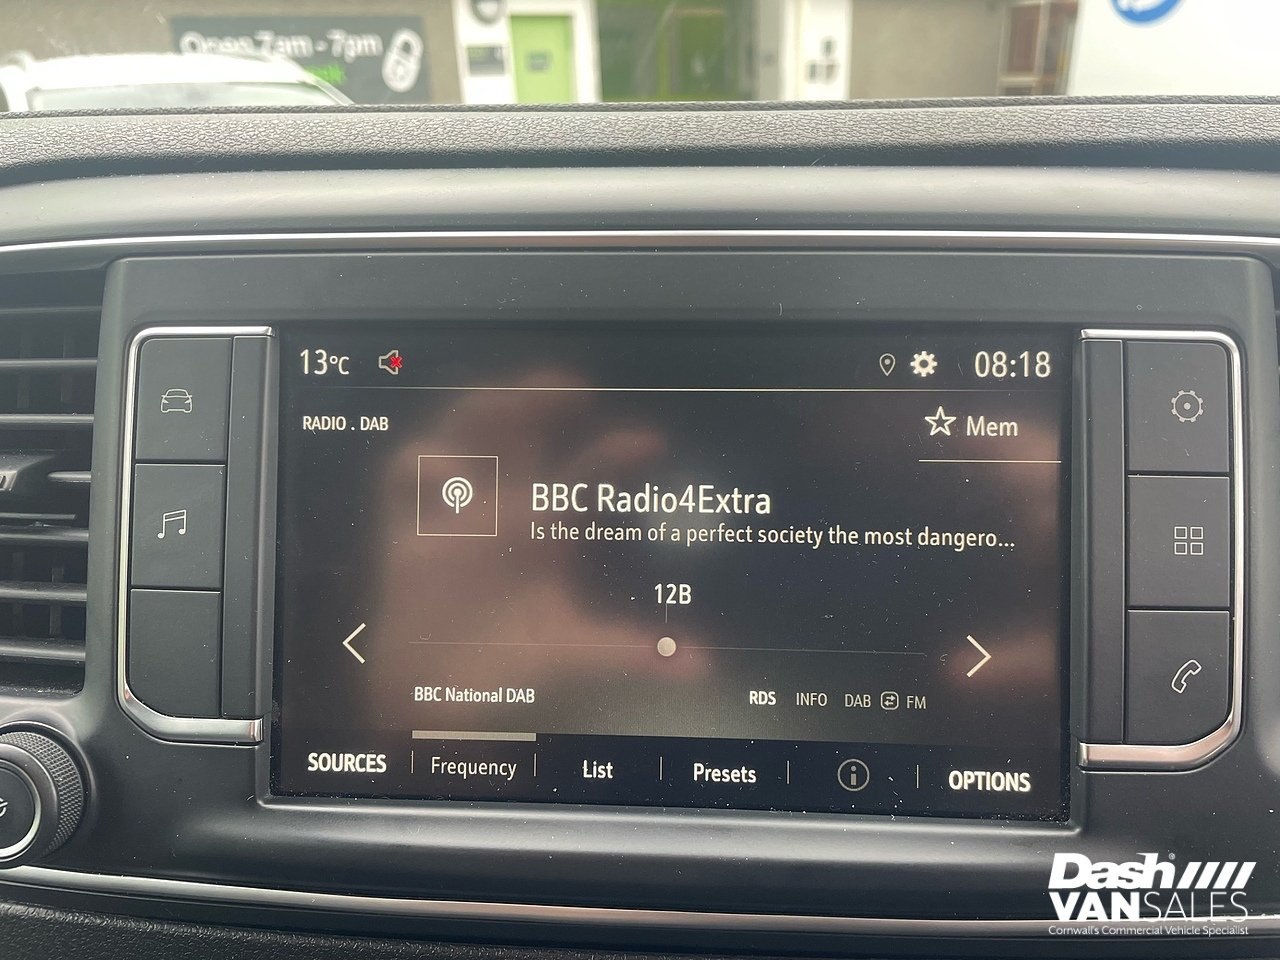 Open 7am - 7pm
13°C
08:18
RADIO . DAB
Mem
BBC Radio4Extra
Is the dream of a perfect society the most dangero...
12B
BBC National DAB
RDS INFO DAB FM
SOURCES Frequency List Presets OPTIONS
Dash
VANSALES
Cornwall's Commercial Vehicle Specialist